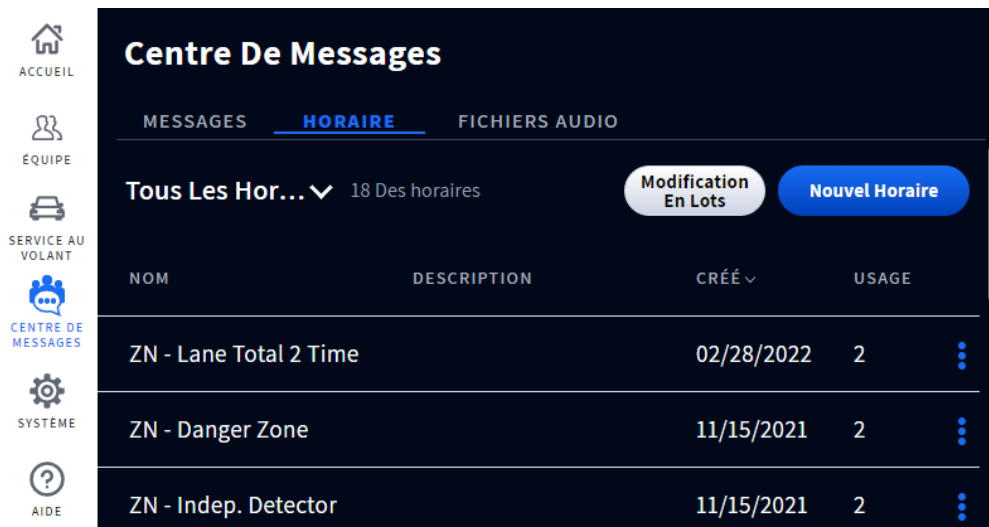 ACCUEIL
ÉQUIPE
SERVICE AU
VOLANT
CENTRE DE
MESSAGES
SYSTÈME
AIDE
Centre De Messages
MESSAGES HORAIRE FICHIERS AUDIO
Tous Les Hor... 18 Des horaires
Modification
En Lots
Nouvel Horaire
NOM DESCRIPTION CRÉÉ USAGE
ZN - Lane Total 2 Time 02/28/2022 2
ZN - Danger Zone 11/15/2021 2
ZN - Indep. Detector 11/15/2021 2